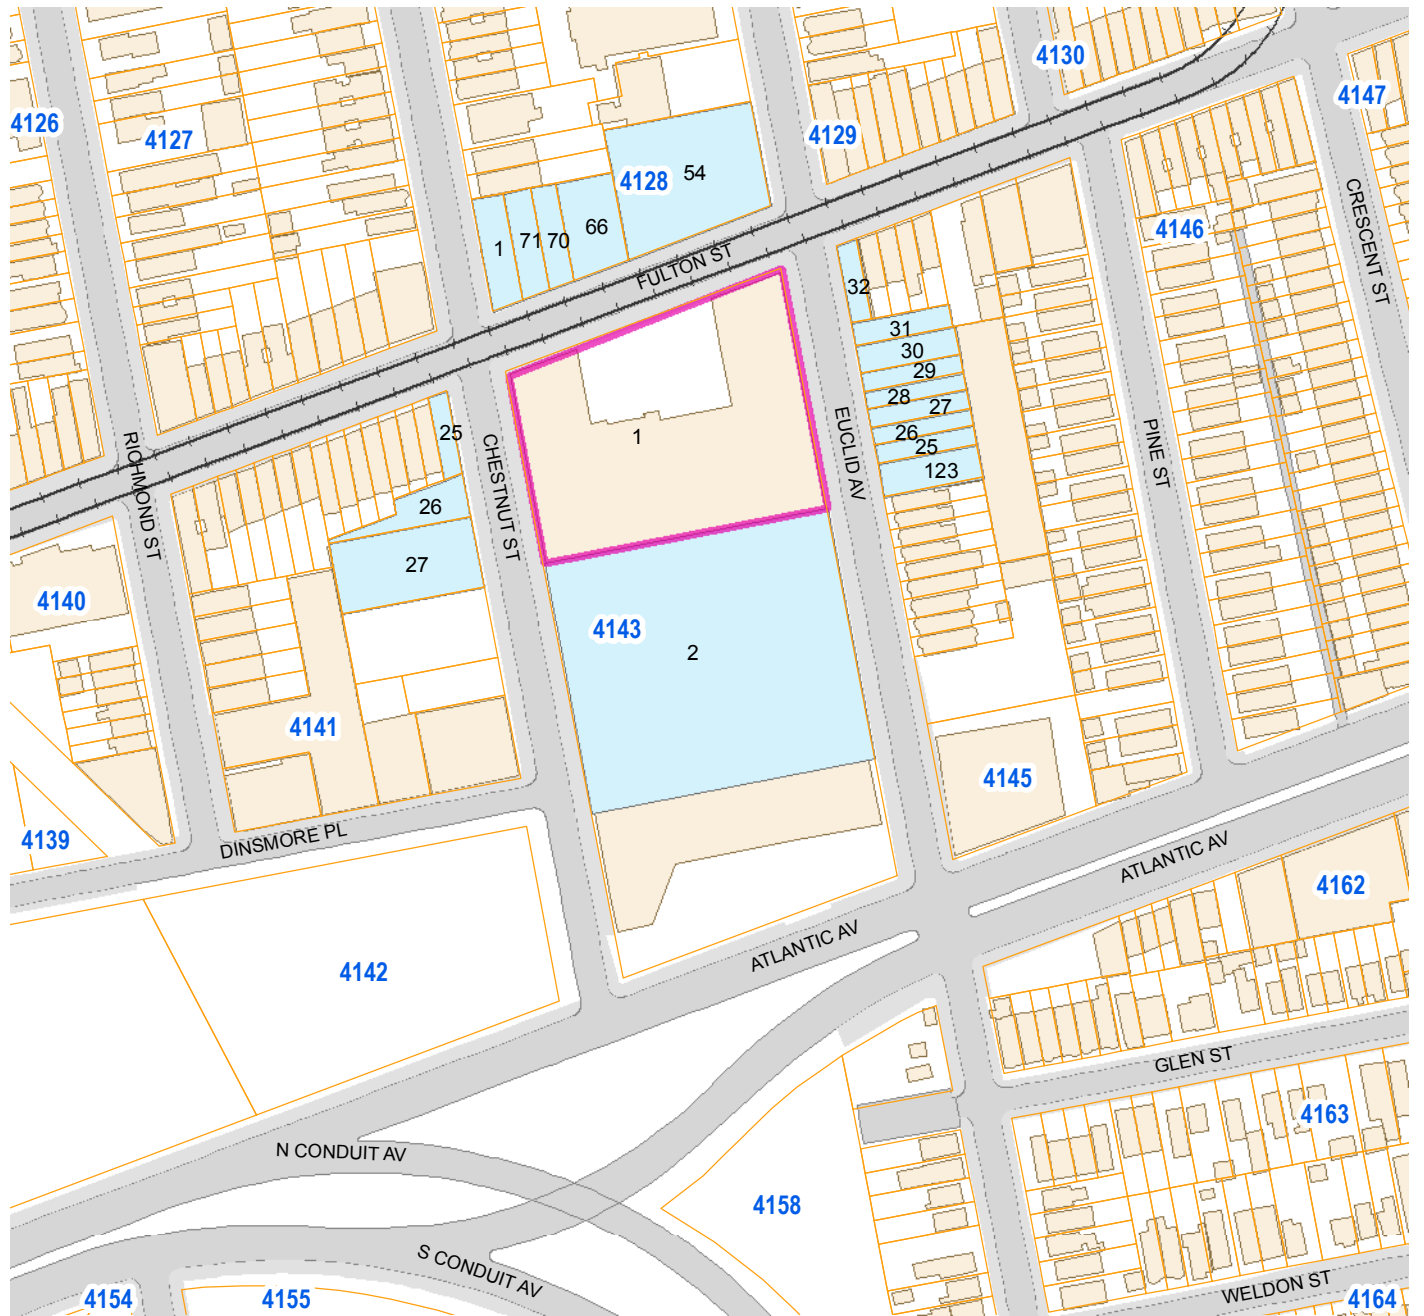 4130
4147
4126
4127
4129
4128
54
CRESCENT ST
4146
66
71
70
1
FULTON ST
32
31
30
29
28
27
26
25
123
EUCLID AV
PINE ST
25
RICHMOND ST
CHESTNUT ST
1
26
27
4140
4143
2
4141
4145
4139
DINSMORE PL
ATLANTIC AV
4162
ATLANTIC AV
4142
GLEN ST
4163
N CONDUIT AV
4158
S CONDUIT AV
WELDON ST
4154
4155
4164